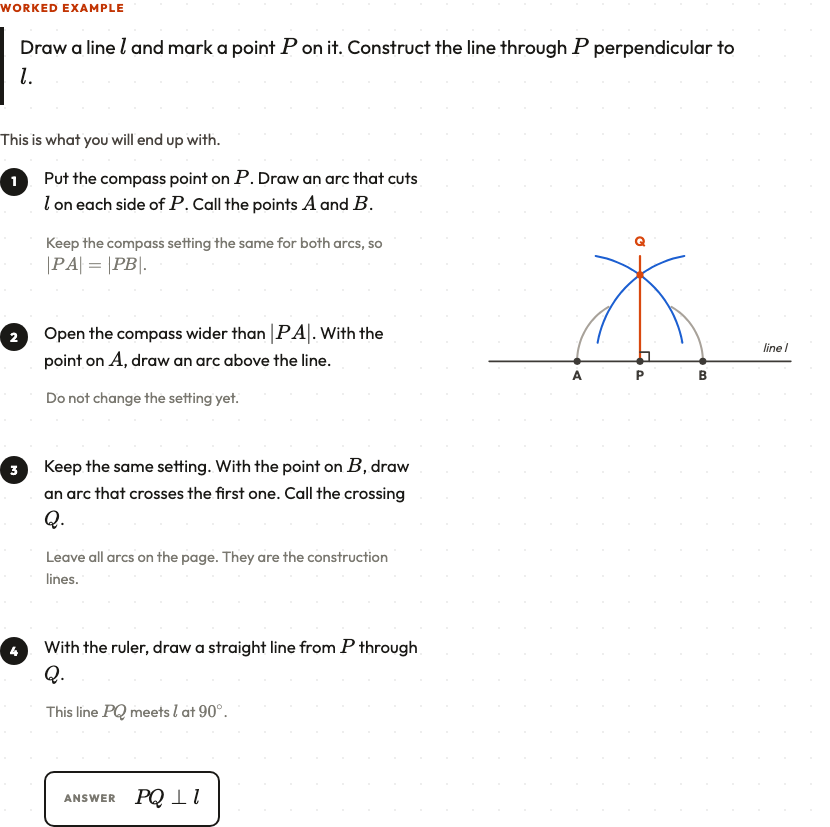 WORKED EXAMPLE
Draw a line l and mark a point P on it. Construct the line through P perpendicular to
l.
This is what you will end up with.
1 Put the compass point on P. Draw an arc that cuts
l on each side of P. Call the points A and B.
Keep the compass setting the same for both arcs, so
|PA| = |PB|.
2 Open the compass wider than |PA|. With the
point on A, draw an arc above the line.
Do not change the setting yet.
3 Keep the same setting. With the point on B, draw
an arc that crosses the first one. Call the crossing
Q.
Leave all arcs on the page. They are the construction
lines.
4 With the ruler, draw a straight line from P through
Q.
This line PQ meets l at 90°.
ANSWER PQ ⊥ l
Q
line l
A P B